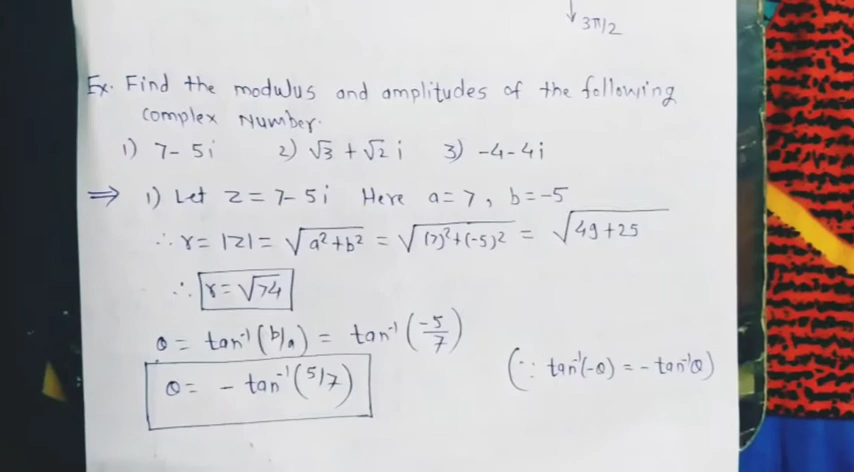 3π/2
Ex. Find the modulus and amplitudes of the following
complex Number.
1) 7-5i 2) √3 + √2 i 3) -4-4i
⇒ 1) Let z = 7-5i Here a=7, b=-5
∴ r = |z| = √(a²+b²) = √((7)²+(-5)²) = √(49+25)
∴ r = √74
θ = tan⁻¹(b/a) = tan⁻¹(-5/7)
θ = - tan⁻¹(5/7) (∵ tan⁻¹(-θ) = - tan⁻¹θ)